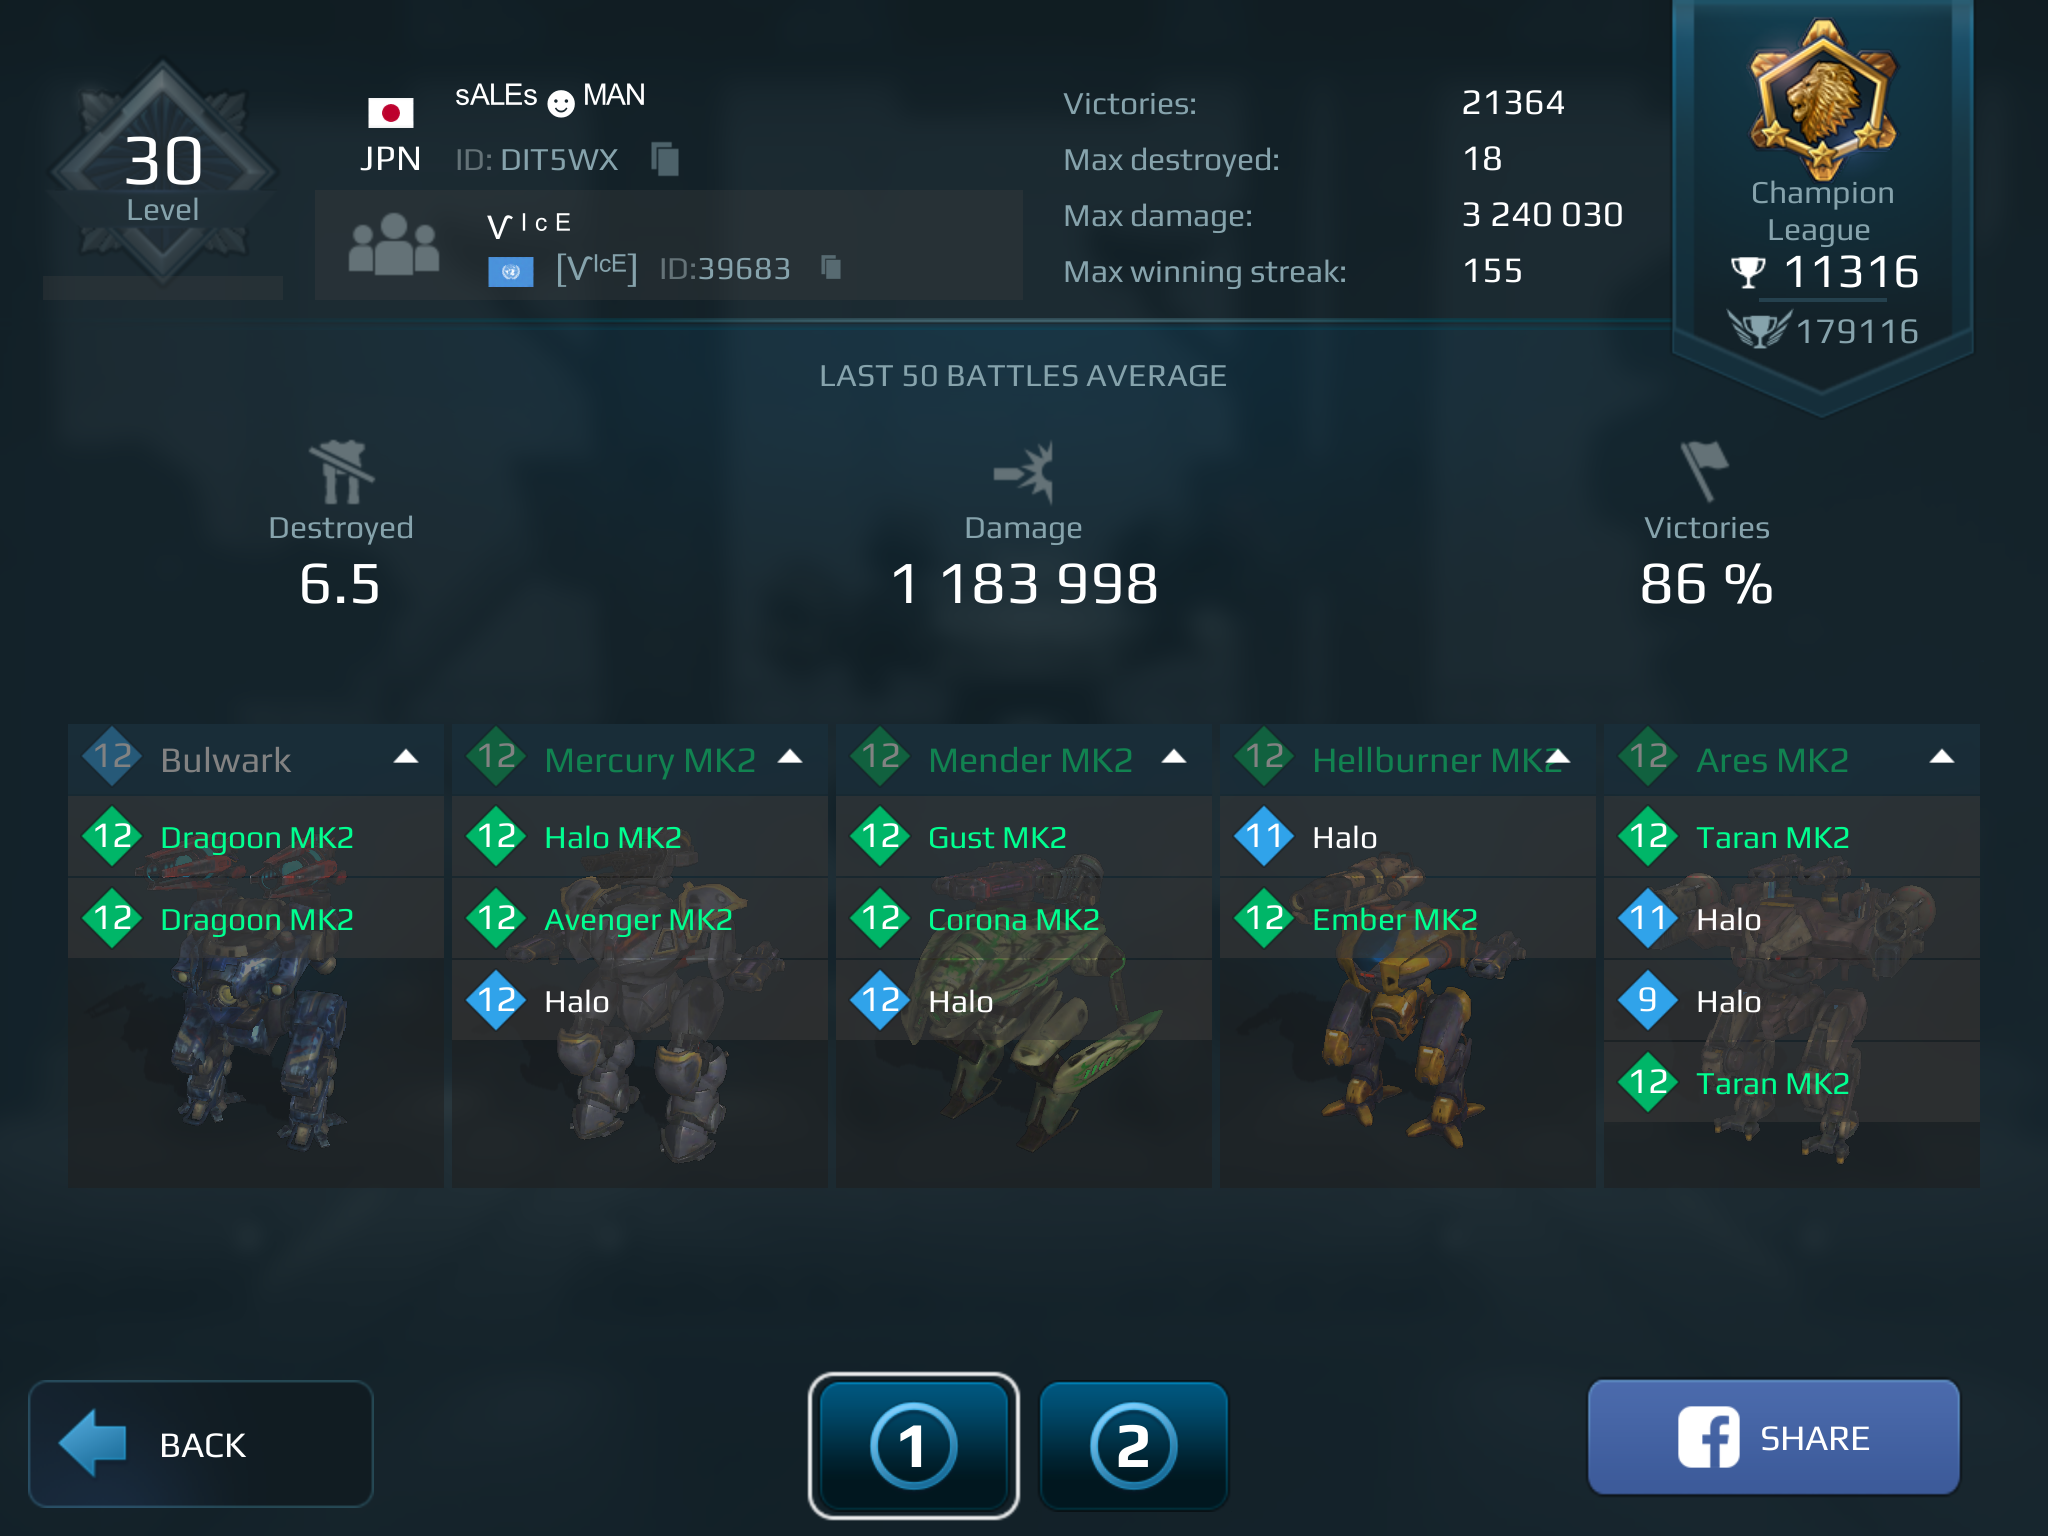 30
Level
JPN
sALEs☻MAN
ID: DIT5WX
V I c E
[VIcE] ID:39683
Victories: 21364
Max destroyed: 18
Max damage: 3 240 030
Max winning streak: 155
Champion
League
11316
179116
LAST 50 BATTLES AVERAGE
Destroyed
6.5
Damage
1 183 998
Victories
86 %
12 Bulwark
12 Dragoon MK2
12 Dragoon MK2
12 Mercury MK2
12 Halo MK2
12 Avenger MK2
12 Halo
12 Mender MK2
12 Gust MK2
12 Corona MK2
12 Halo
12 Hellburner MK2
11 Halo
12 Ember MK2
12 Ares MK2
12 Taran MK2
11 Halo
9 Halo
12 Taran MK2
BACK
1
2
SHARE